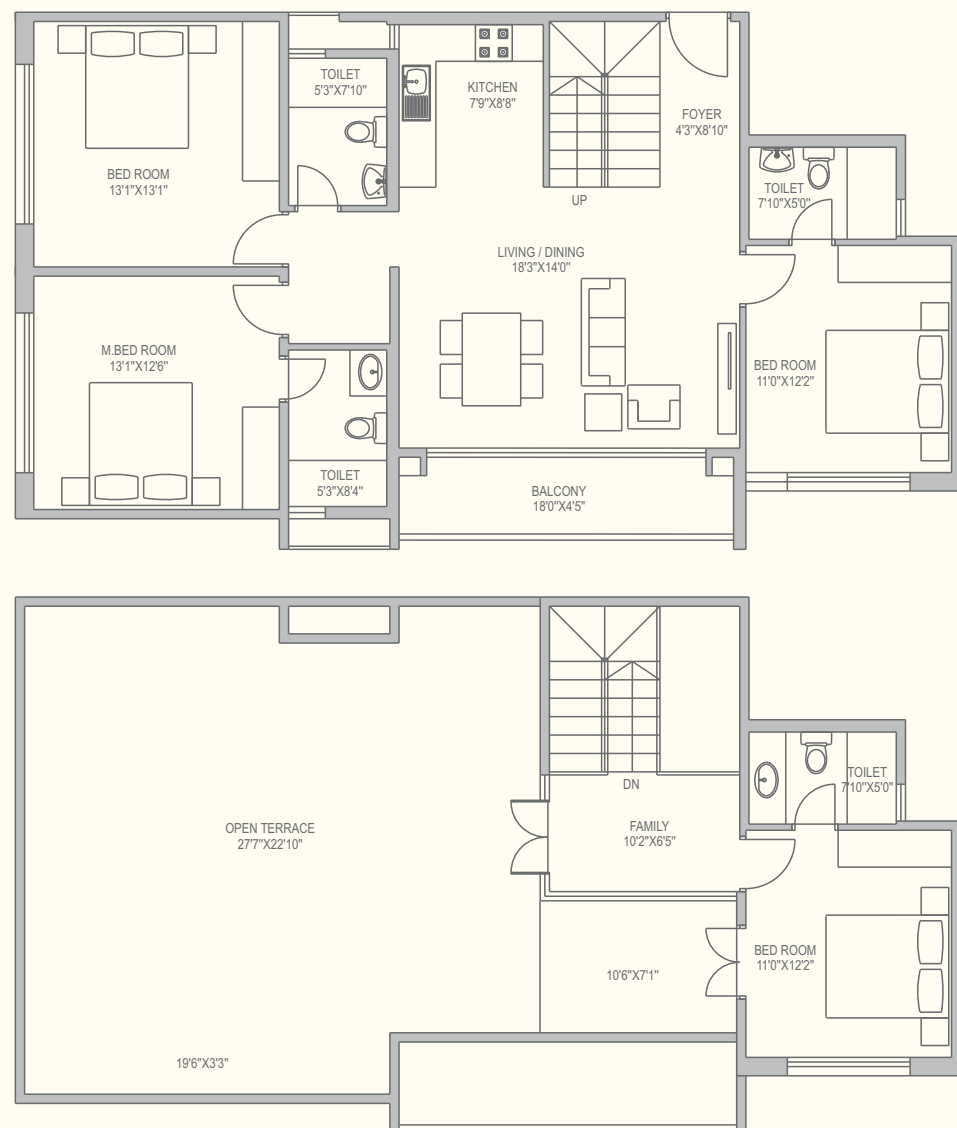 TOILET
5'3"X7'10"
KITCHEN
7'9"X8'8"
FOYER
4'3"X8'10"
BED ROOM
13'1"X13'1"
TOILET
7'10"X5'0"
UP
LIVING / DINING
18'3"X14'0"
M.BED ROOM
13'1"X12'6"
BED ROOM
11'0"X12'2"
TOILET
5'3"X8'4"
BALCONY
18'0"X4'5"
TOILET
7'10"X5'0"
DN
OPEN TERRACE
27'7"X22'10"
FAMILY
10'2"X6'5"
BED ROOM
11'0"X12'2"
10'6"X7'1"
19'6"X3'3"